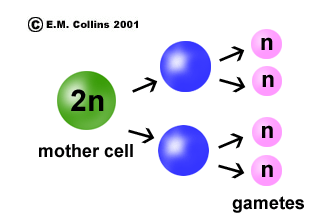 © E.M. Collins 2001
n
2n
n
mother cell
n
n
gametes